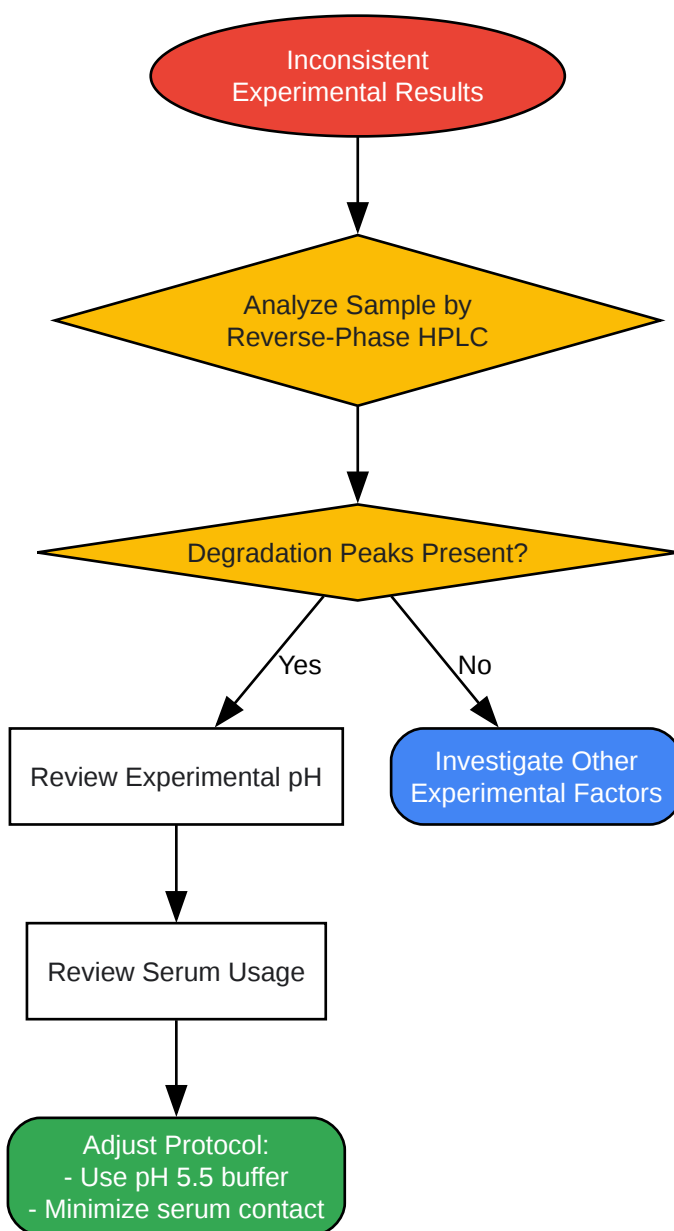 Inconsistent
Experimental Results
Analyze Sample by
Reverse-Phase HPLC
Degradation Peaks Present?
Yes
No
Review Experimental pH
Investigate Other
Experimental Factors
Review Serum Usage
Adjust Protocol:
- Use pH 5.5 buffer
- Minimize serum contact